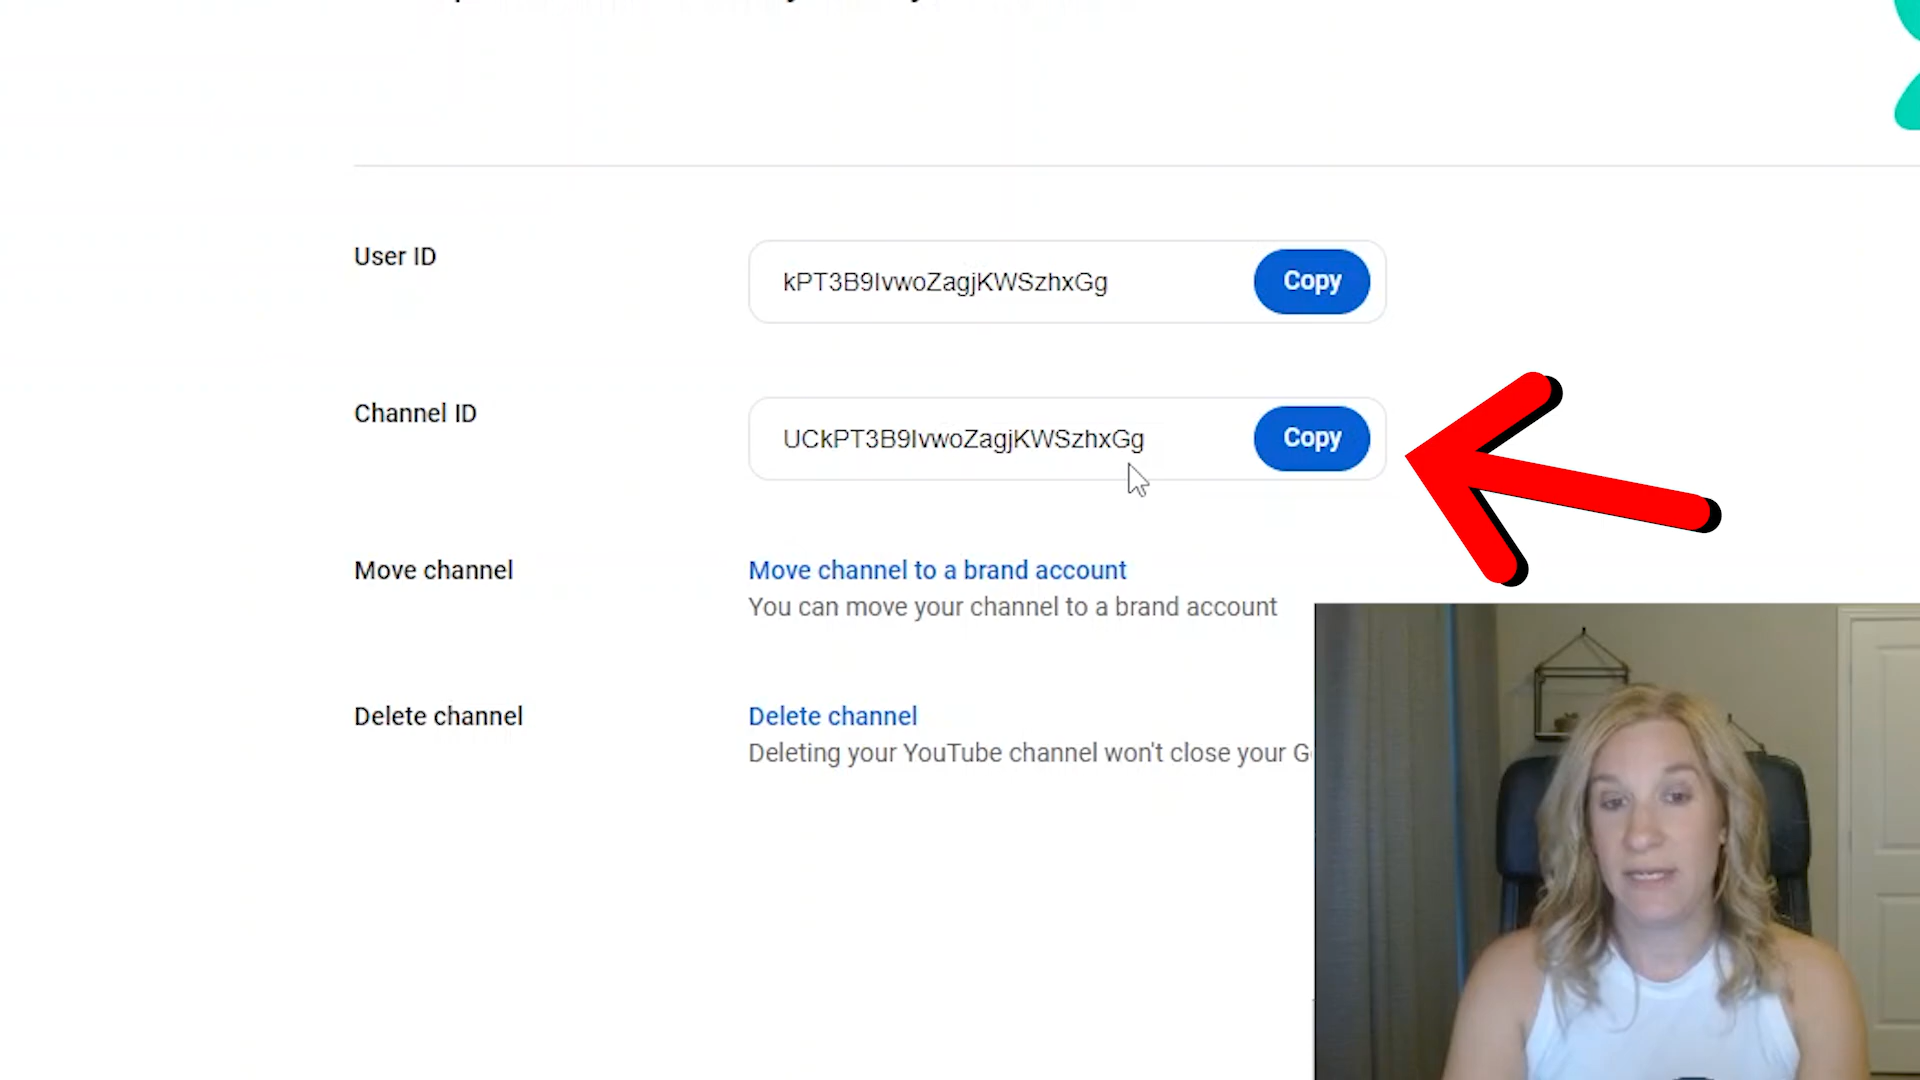 User ID
kPT3B9IvwoZagjKWSzhxGg
Copy
Channel ID
UCkPT3B9IvwoZagjKWSzhxGg
Copy
Move channel
Move channel to a brand account
You can move your channel to a brand account
Delete channel
Delete channel
Deleting your YouTube channel won't close your